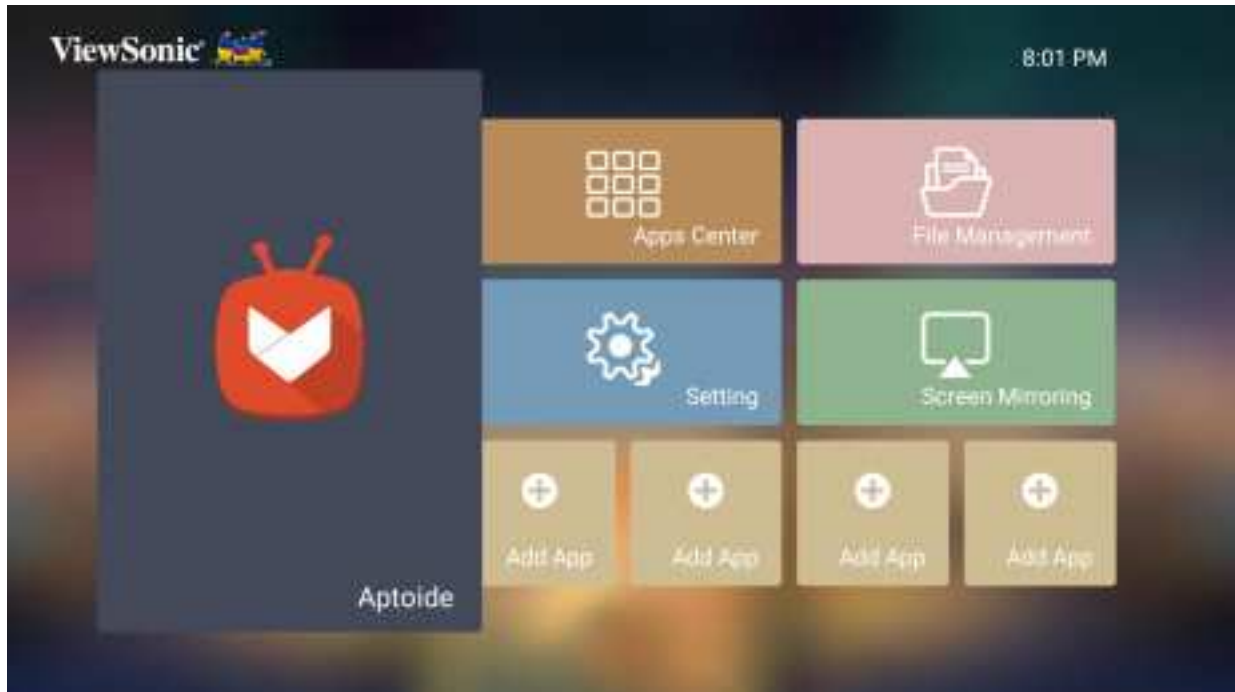 ViewSonic
8:01 PM
Apps Center
File Management
Setting
Screen Mirroring
Add App
Add App
Add App
Add App
Aptoide